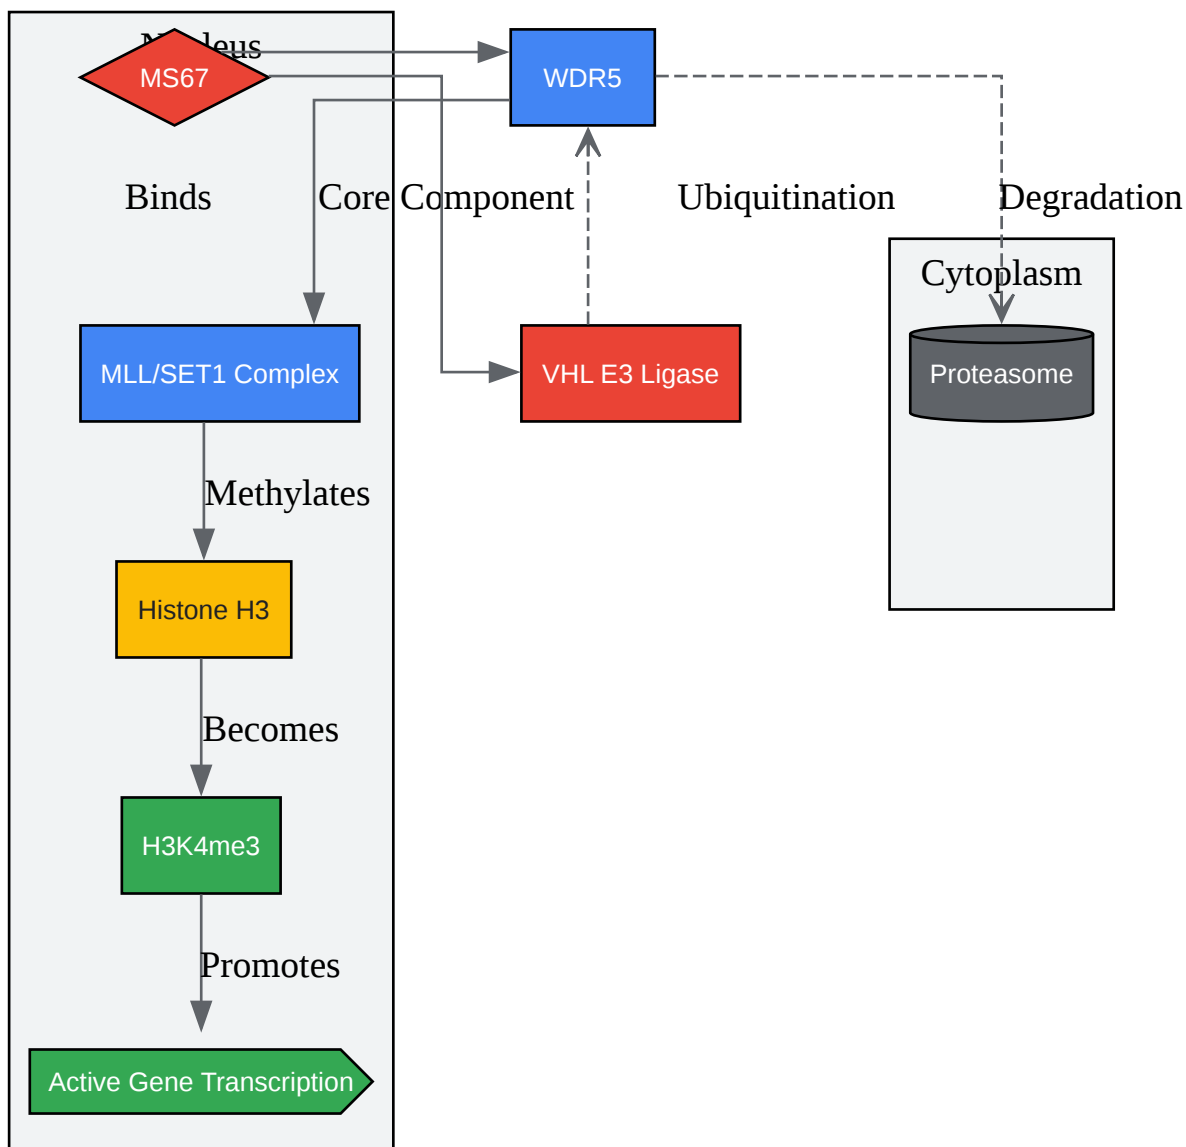 Nucleus
MS67
WDR5
Binds
Core Component
Ubiquitination
Degradation
Cytoplasm
MLL/SET1 Complex
VHL E3 Ligase
Proteasome
Methylates
Histone H3
Becomes
H3K4me3
Promotes
Active Gene Transcription